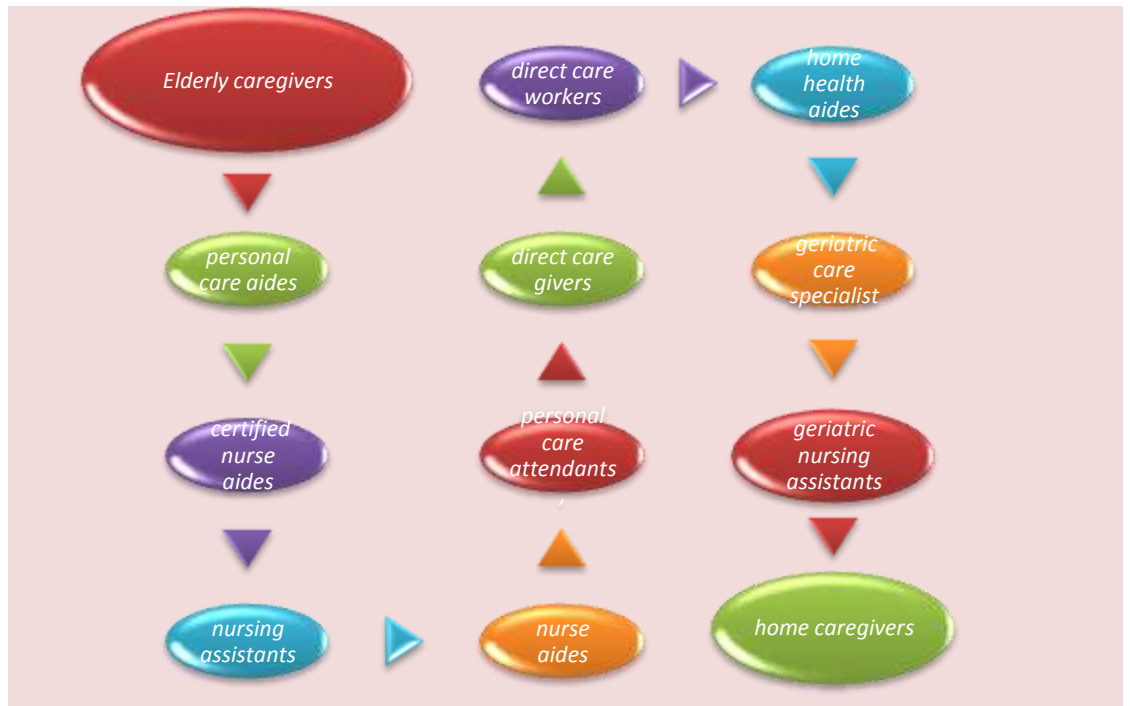 Elderly caregivers
personal
care aides
certified
nurse
aides
nursing
assistants
nurse
aides
personal
care
attendants
,
direct care
givers
direct care
workers
home
health
aides
geriatric
care
specialist
geriatric
nursing
assistants
home caregivers